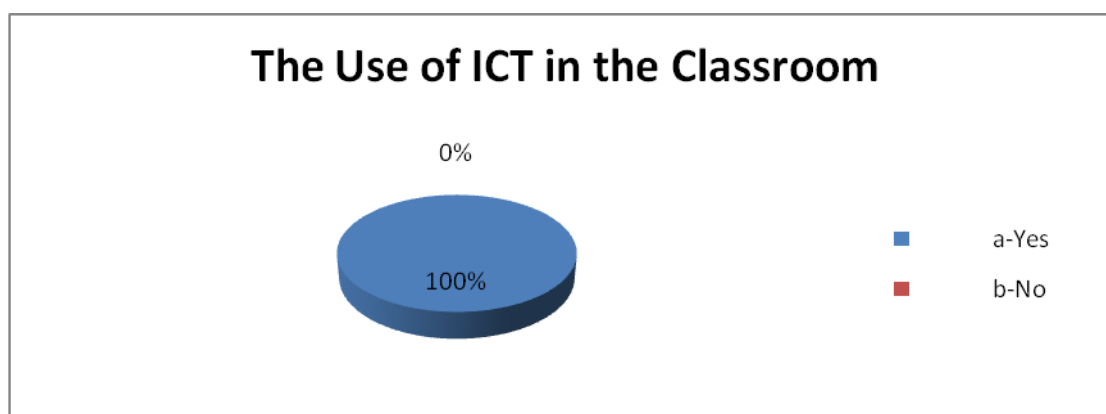 The Use of ICT in the Classroom
0%
100%
a-Yes
b-No